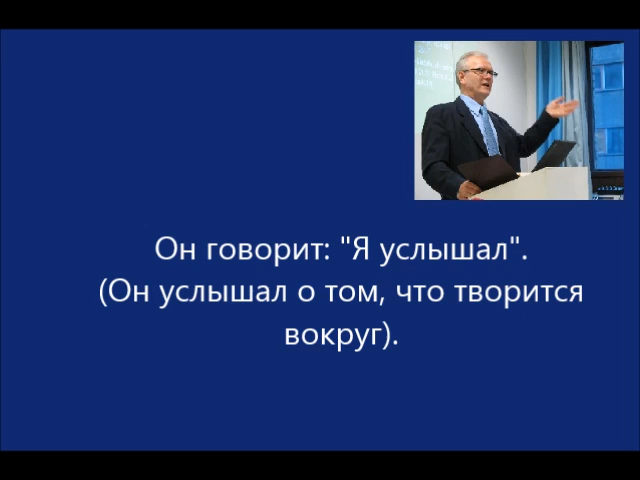 Он говорит: "Я услышал".
(Он услышал о том, что творится
вокруг).